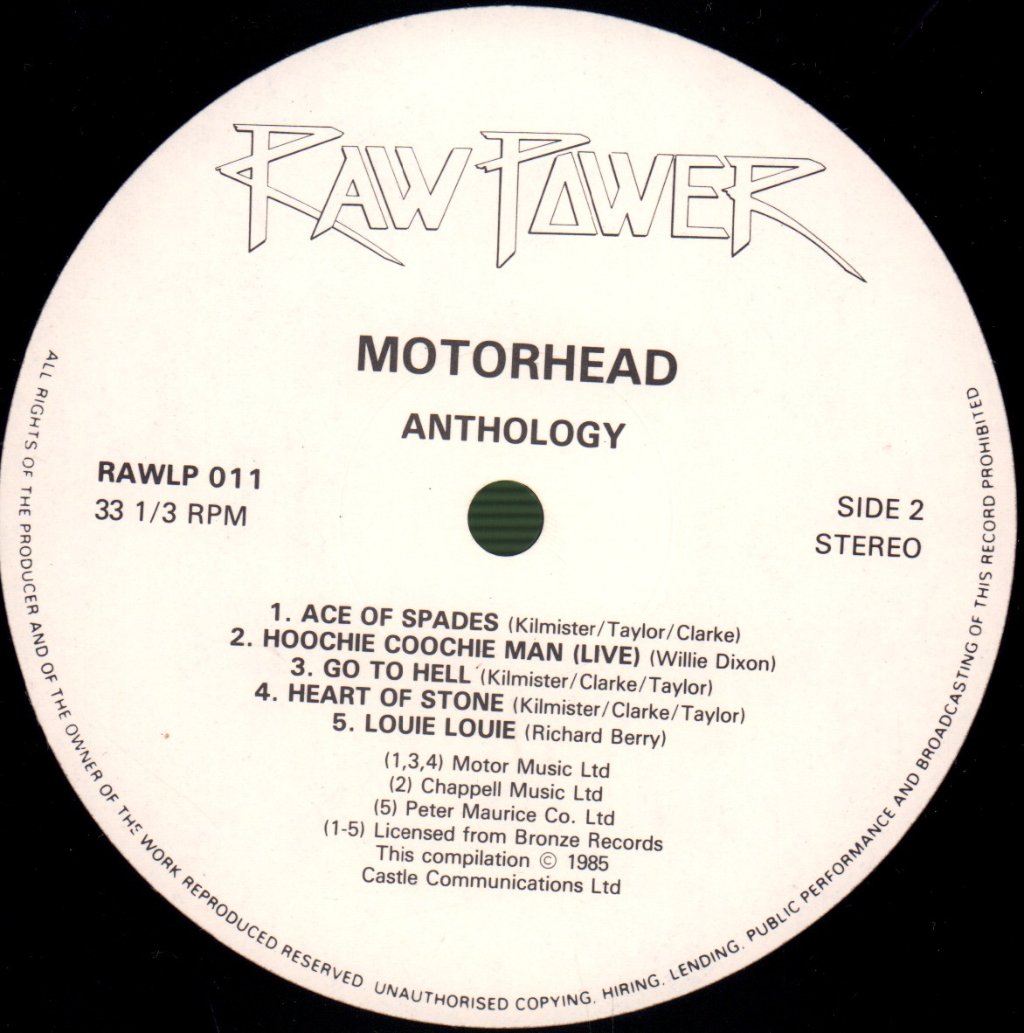 RAW POWER
MOTORHEAD
ANTHOLOGY
RAWLP 011
33 1/3 RPM
SIDE 2
STEREO
1. ACE OF SPADES (Kilmister/Taylor/Clarke)
2. HOOCHIE COOCHIE MAN (LIVE) (Willie Dixon)
3. GO TO HELL (Kilmister/Clarke/Taylor)
4. HEART OF STONE (Kilmister/Clarke/Taylor)
5. LOUIE LOUIE (Richard Berry)
(1,3,4) Motor Music Ltd
(2) Chappell Music Ltd
(5) Peter Maurice Co. Ltd
(1-5) Licensed from Bronze Records
This compilation © 1985
Castle Communications Ltd
ALL RIGHTS OF THE PRODUCER AND OF THE OWNER OF THE WORK REPRODUCED RESERVED UNAUTHORISED COPYING. HIRING. LENDING. PUBLIC PERFORMANCE AND BROADCASTING OF THIS RECORD PROHIBITED